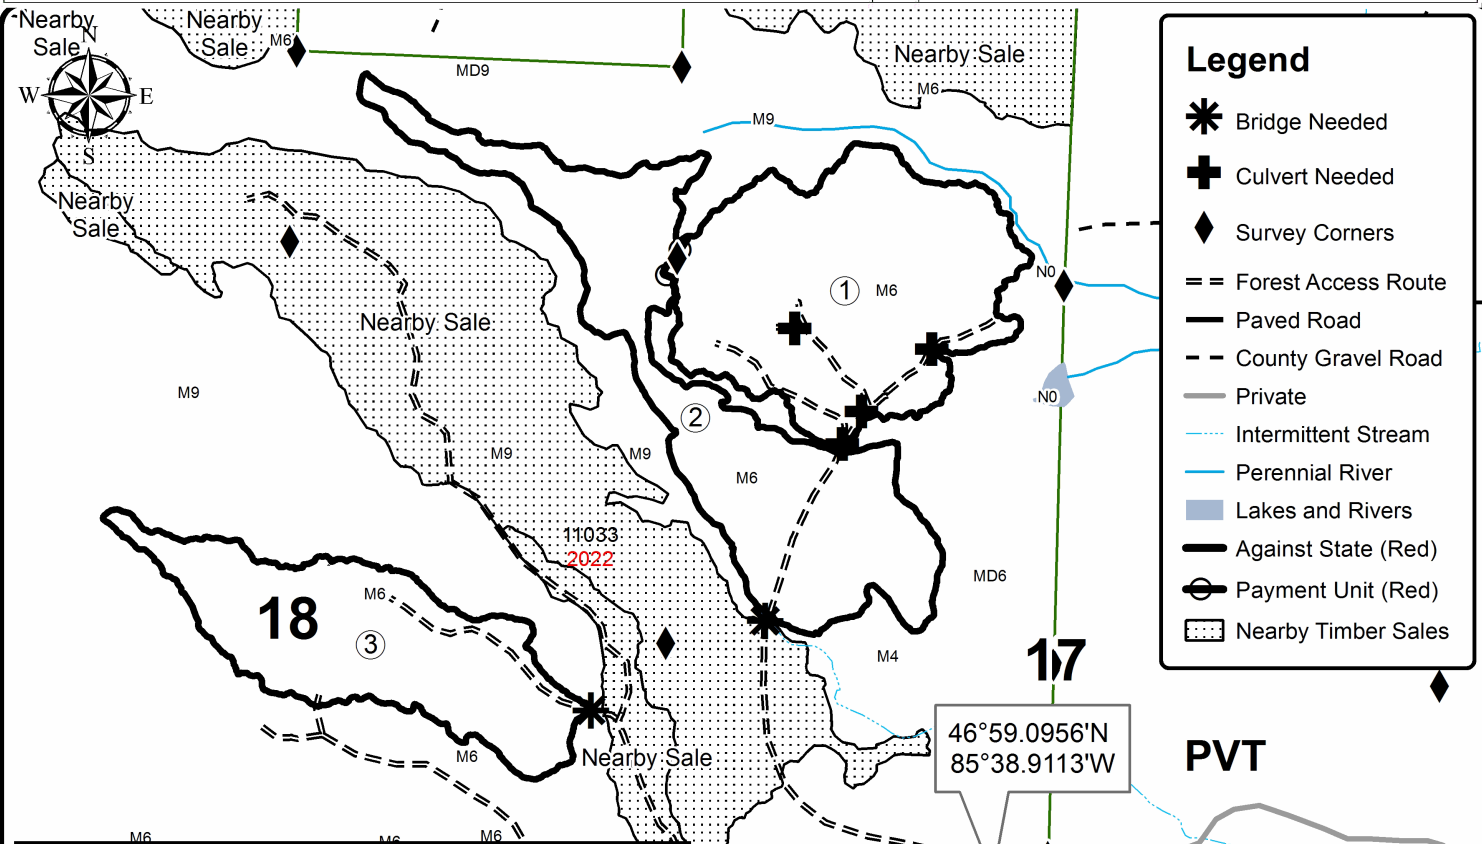 Nearby
Sale
N
W
E
S
Nearby
Sale
M6
MD9
Nearby Sale
M6
M9
Nearby
Sale
Nearby Sale
M9
M9
M9
1
M6
N0
N0
2
M6
11033
2022
MD6
M6
18
3
M4
17
M6
Nearby Sale
46°59.0956'N
85°38.9113'W
PVT
M6
M6
M6
Legend
Bridge Needed
Culvert Needed
Survey Corners
Forest Access Route
Paved Road
County Gravel Road
Private
Intermittent Stream
Perennial River
Lakes and Rivers
Against State (Red)
Payment Unit (Red)
Nearby Timber Sales